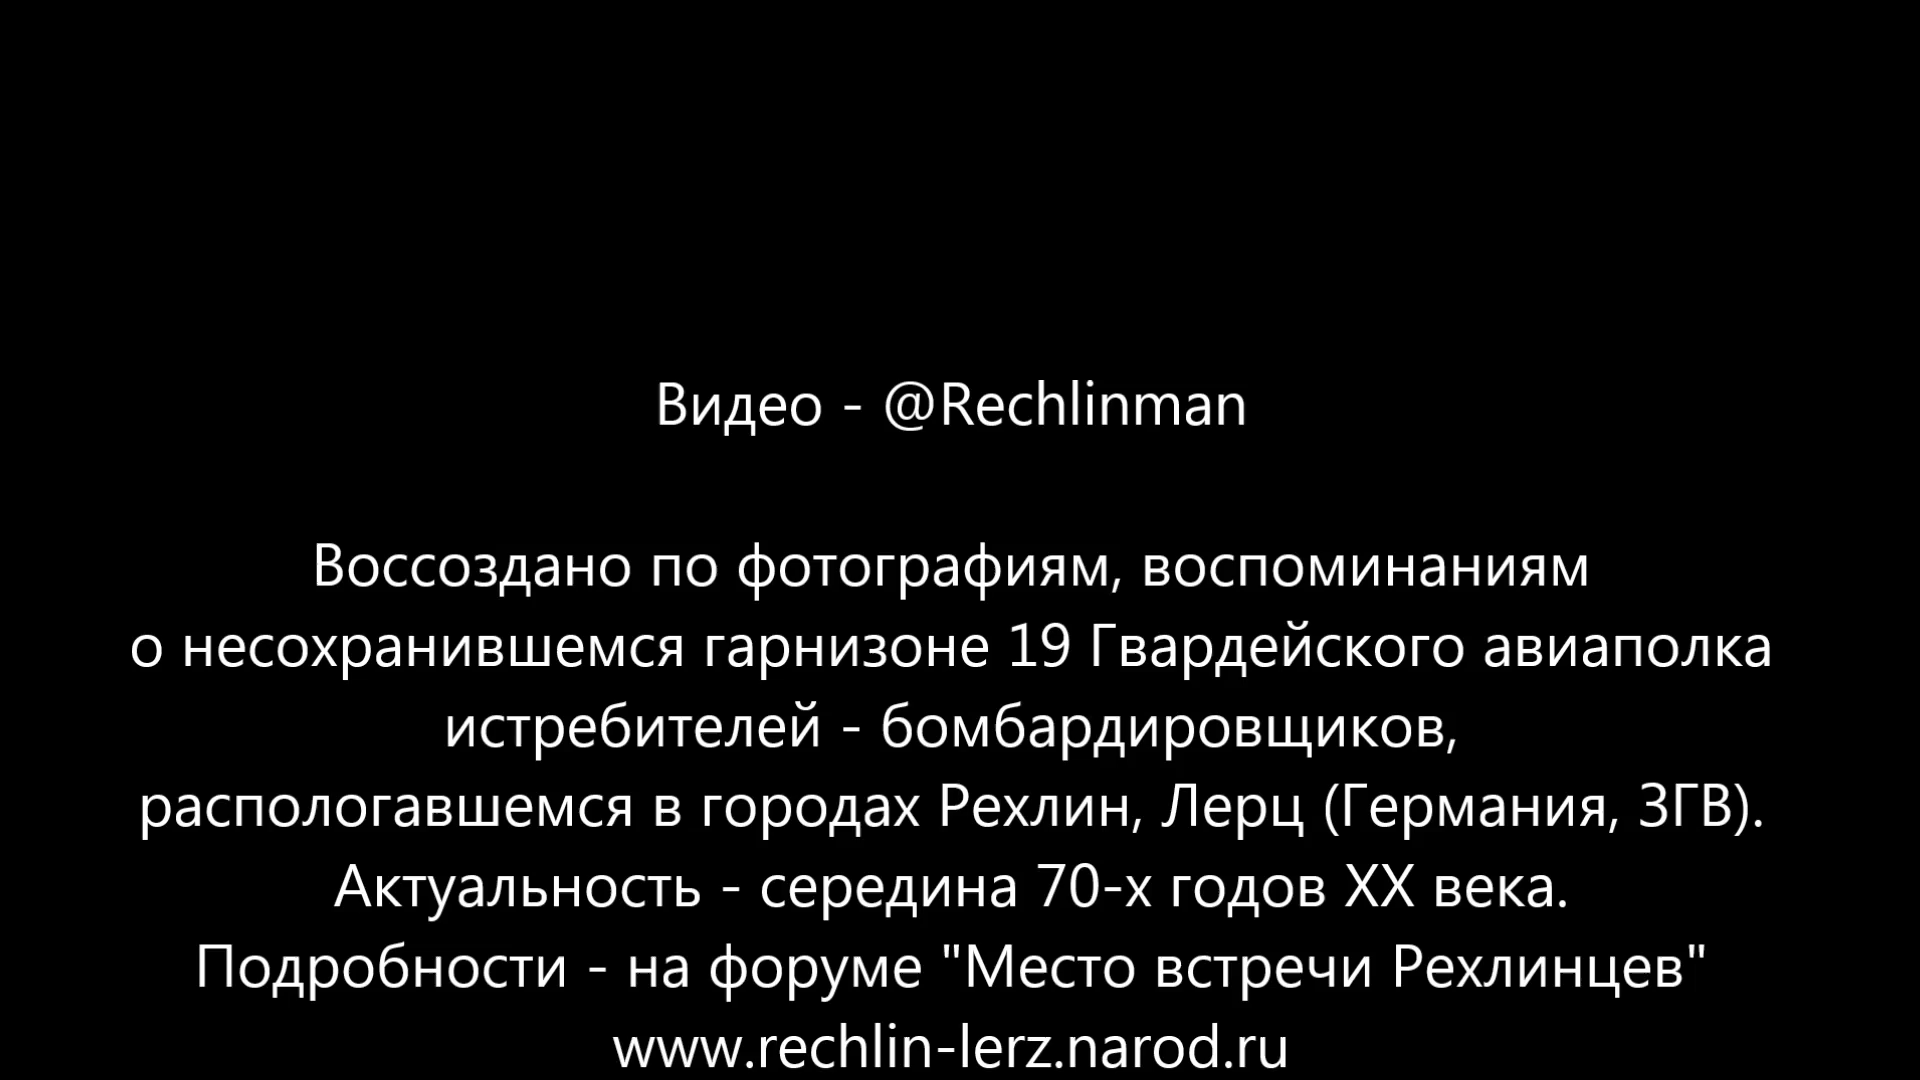 Видео - @Rechlinman
Воссоздано по фотографиям, воспоминаниям
о несохранившемся гарнизоне 19 Гвардейского авиаполка
истребителей - бомбардировщиков,
распологавшемся в городах Рехлин, Лерц (Германия, ЗГВ).
Актуальность - середина 70-х годов XX века.
Подробности - на форуме "Место встречи Рехлинцев"
www.rechlin-lerz.narod.ru